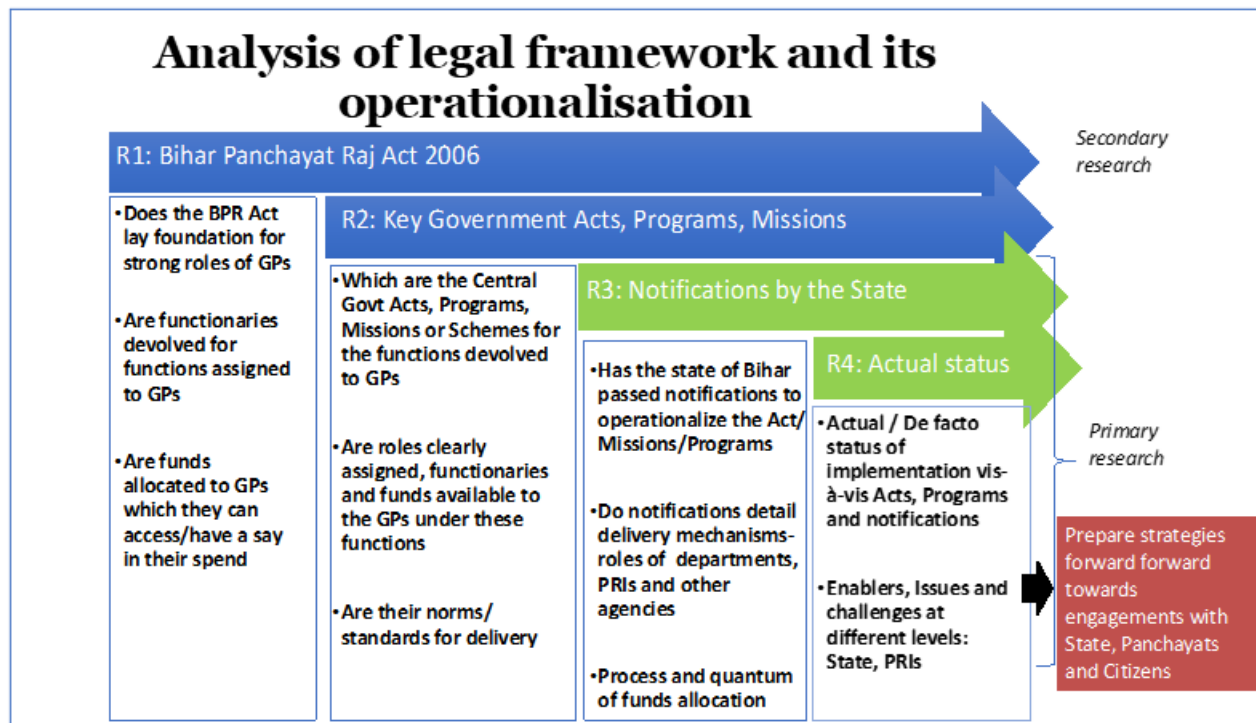 Analysis of legal framework and its
operationalisation
R1: Bihar Panchayat Raj Act 2006
Secondary
research
•Does the BPR Act
lay foundation for
strong roles of GPs
•Are functionaries
devolved for
functions assigned
to GPs
•Are funds
allocated to GPs
which they can
access/have a say
in their spend
R2: Key Government Acts, Programs, Missions
•Which are the Central
Govt Acts, Programs,
Missions or Schemes for
the functions devolved
to GPs
•Are roles clearly
assigned, functionaries
and funds available to
the GPs under these
functions
•Are their norms/
standards for delivery
R3: Notifications by the State
•Has the state of Bihar
passed notifications to
operationalize the Act/
Missions/Programs
•Do notifications detail
delivery mechanisms-
roles of departments,
PRIs and other
agencies
•Process and quantum
of funds allocation
R4: Actual status
•Actual / De facto
status of
implementation vis-
à-vis Acts, Programs
and notifications
•Enablers, Issues and
challenges at
different levels:
State, PRIs
Primary
research
Prepare strategies
forward forward
towards
engagements with
State, Panchayats
and Citizens